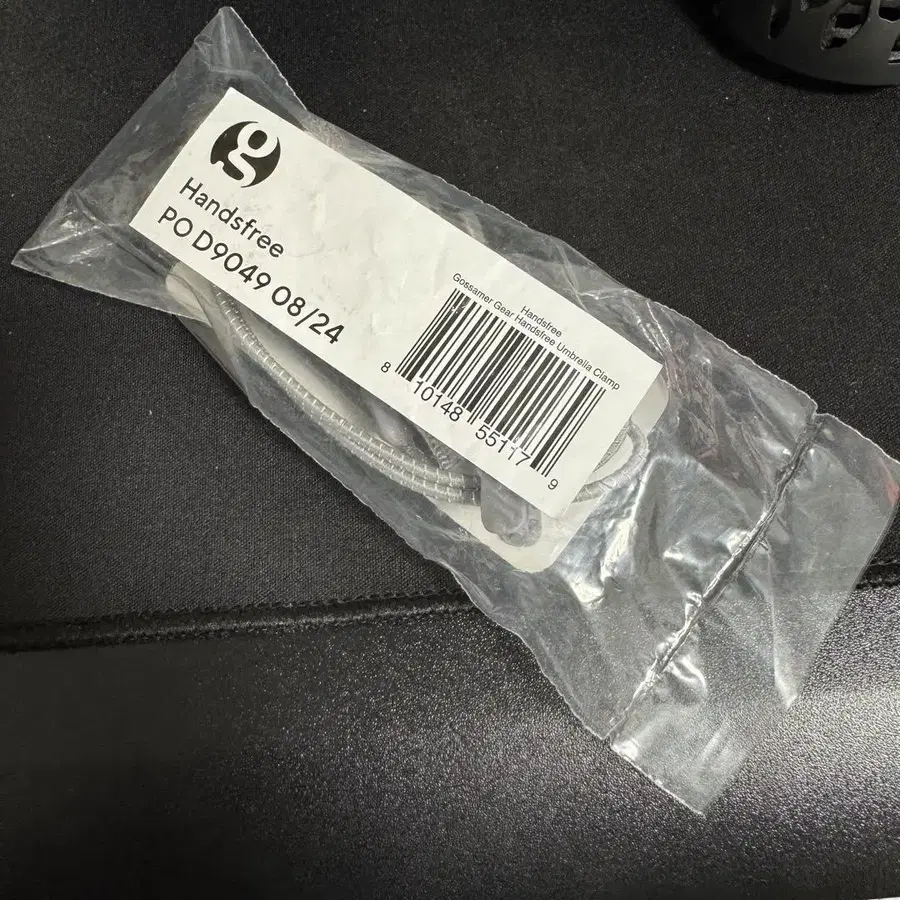 g
Handsfree
PO D9049 08/24
Handsfree
Gossamer Gear Handsfree Umbrella Clamp
8 10148 55117 9